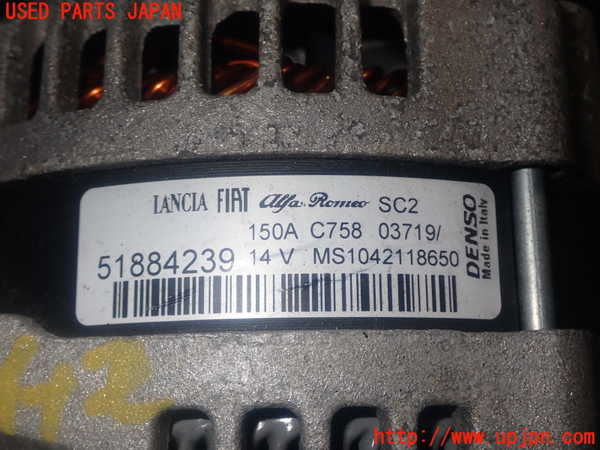 USED PARTS JAPAN
LANCIA FIAT Alfa Romeo SC2
150A C758 03719/
51884239 14 V MS1042118650
DENSO
Made in Italy
42
http://www.upjpn.com/